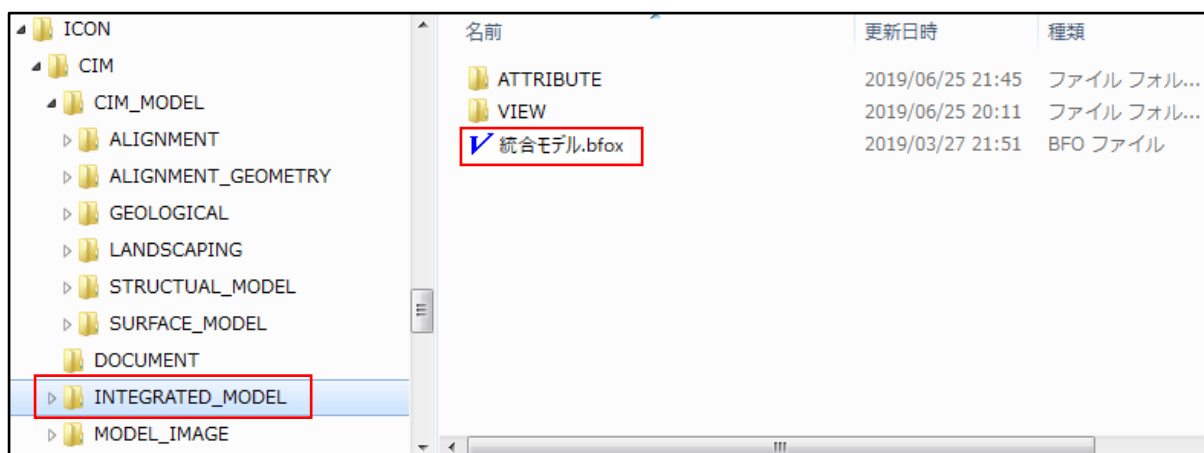 ICON
CIM
CIM_MODEL
ALIGNMENT
ALIGNMENT_GEOMETRY
GEOLOGICAL
LANDSCAPING
STRUCTUAL_MODEL
SURFACE_MODEL
DOCUMENT
INTEGRATED_MODEL
MODEL_IMAGE
名前 更新日時 種類
ATTRIBUTE 2019/06/25 21:45 ファイル フォル...
VIEW 2019/06/25 20:11 ファイル フォル...
統合モデル.bfox 2019/03/27 21:51 BFO ファイル